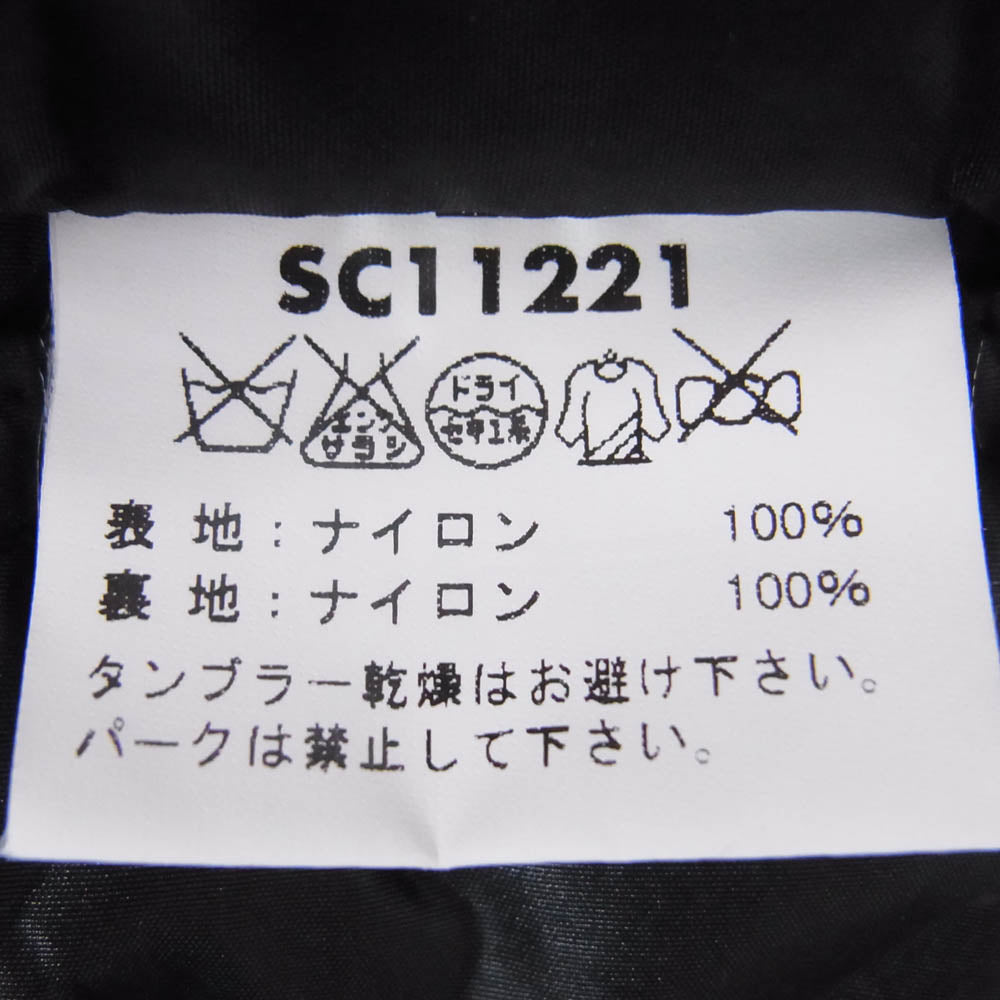 SC11221
エンソ サラシ
ドライ
セキユ系
表地：ナイロン 100%
裏地：ナイロン 100%
タンブラー乾燥はお避け下さい。
パークは禁止して下さい。